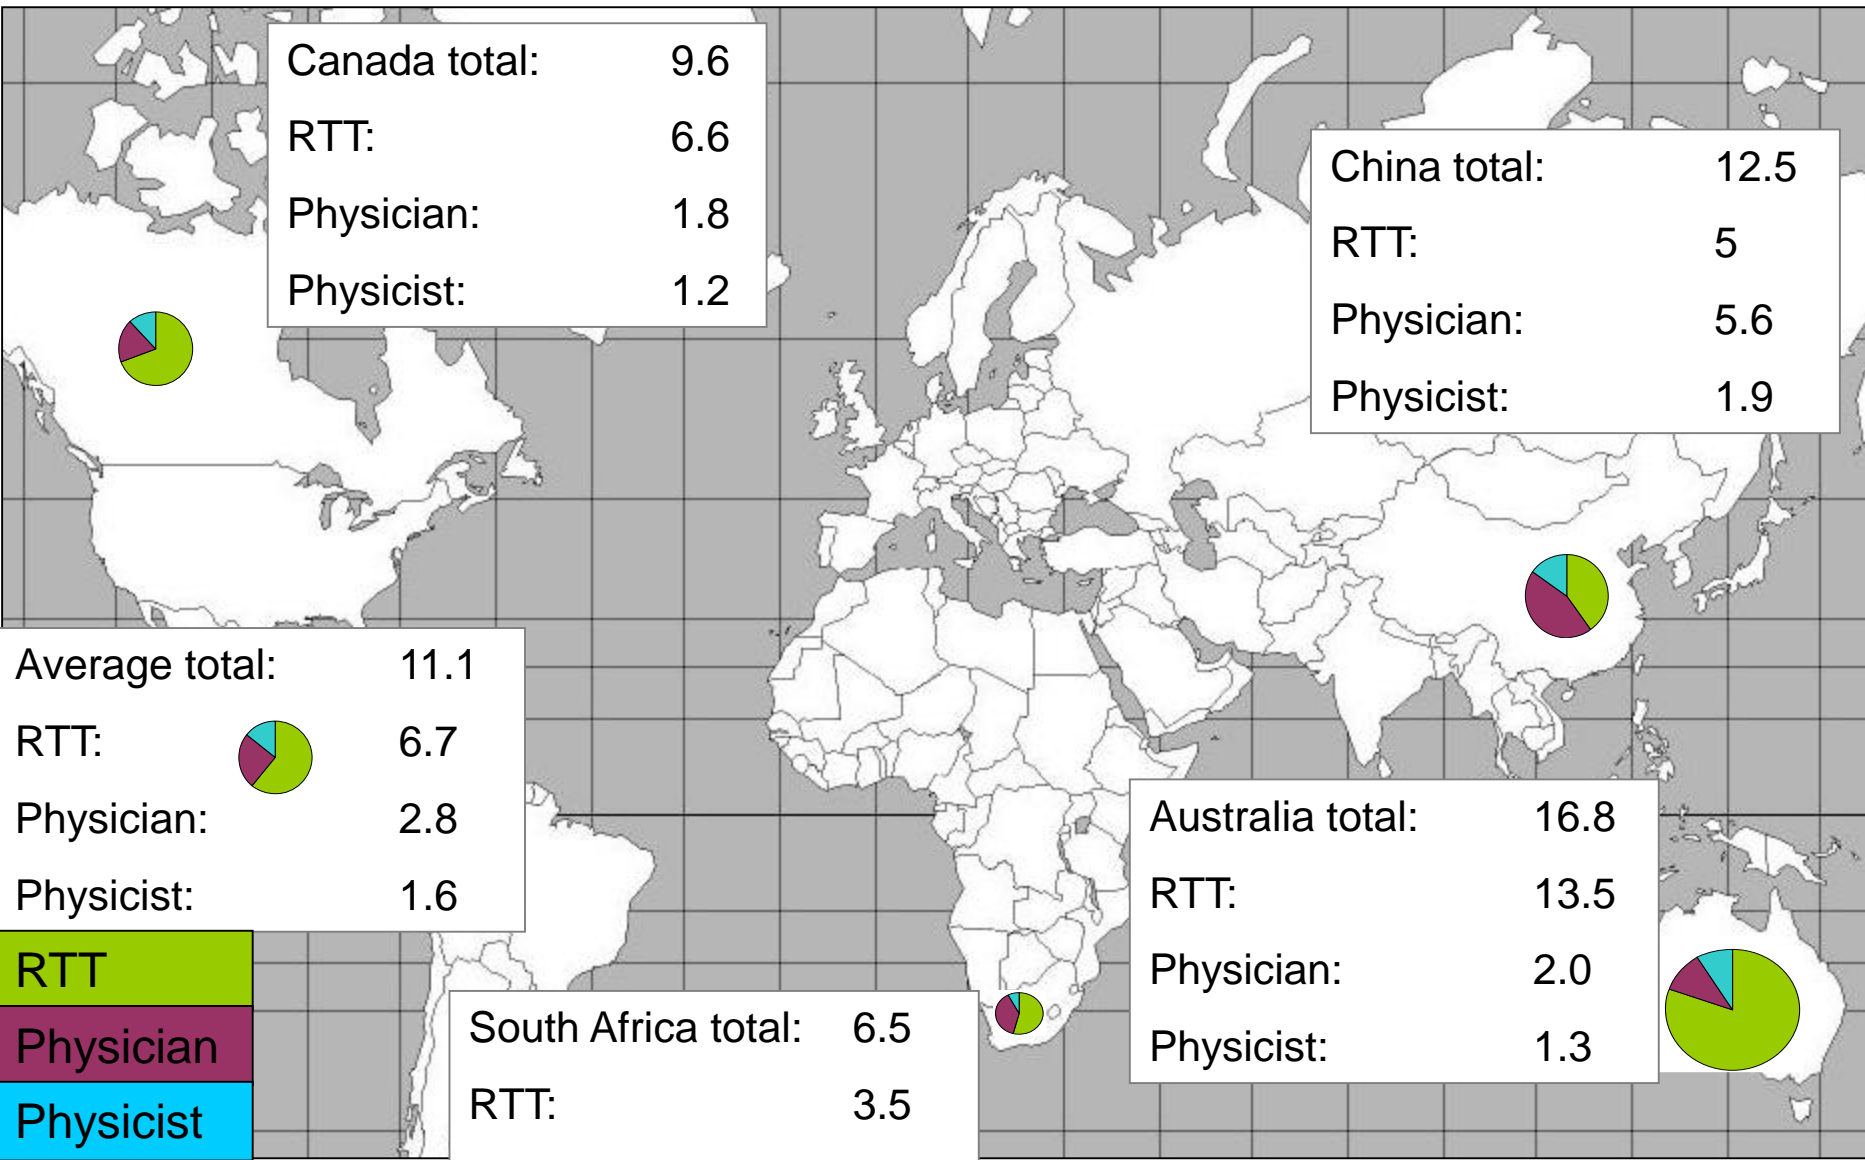 Canada total: 9.6
RTT: 6.6
Physician: 1.8
Physicist: 1.2
China total: 12.5
RTT: 5
Physician: 5.6
Physicist: 1.9
Average total: 11.1
RTT: 6.7
Physician: 2.8
Physicist: 1.6
Australia total: 16.8
RTT: 13.5
Physician: 2.0
Physicist: 1.3
South Africa total: 6.5
RTT: 3.5
RTT
Physician
Physicist